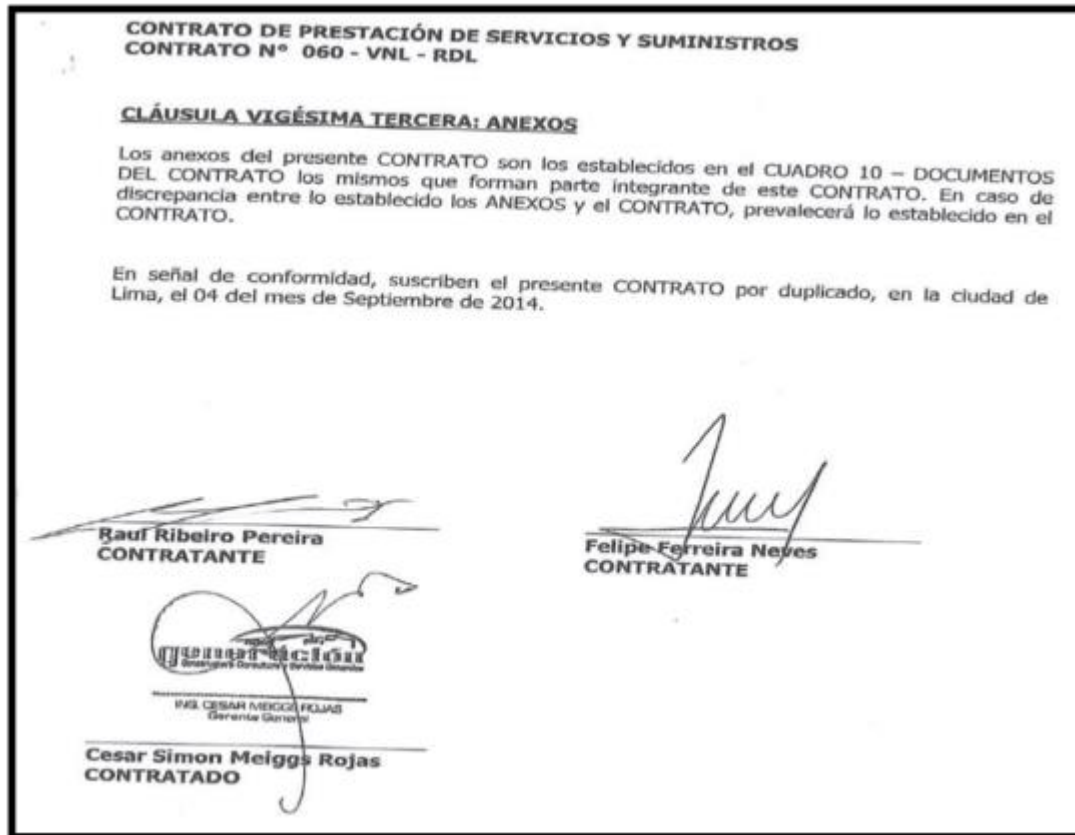 CONTRATO DE PRESTACIÓN DE SERVICIOS Y SUMINISTROS
CONTRATO Nº 060 - VNL - RDL
CLÁUSULA VIGÉSIMA TERCERA: ANEXOS
Los anexos del presente CONTRATO son los establecidos en el CUADRO 10 – DOCUMENTOS
DEL CONTRATO los mismos que forman parte integrante de este CONTRATO. En caso de
discrepancia entre lo establecido los ANEXOS y el CONTRATO, prevalecerá lo establecido en el
CONTRATO.
En señal de conformidad, suscriben el presente CONTRATO por duplicado, en la ciudad de
Lima, el 04 del mes de Septiembre de 2014.
Raul Ribeiro Pereira
CONTRATANTE
Felipe Ferreira Neves
CONTRATANTE
generación
ING. CESAR MEIGGS ROJAS
Gerente General
Cesar Simon Meiggs Rojas
CONTRATADO